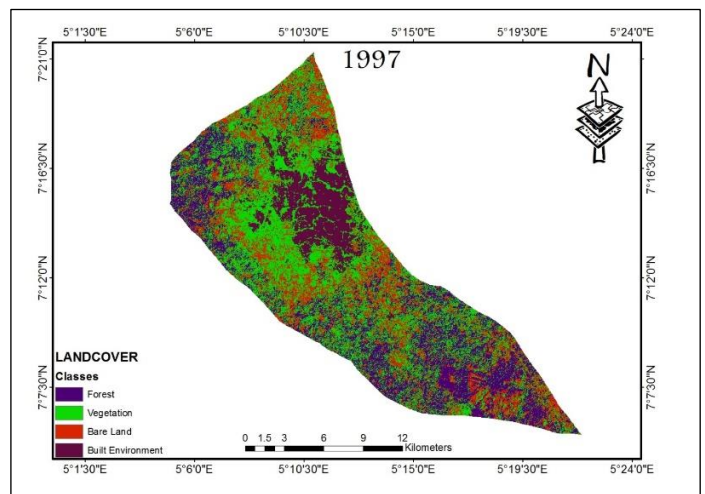 5°1'30"E 5°6'0"E 5°10'30"E 5°15'0"E 5°19'30"E 5°24'0"E
1997
N
7°21'0"N 7°21'0"N
7°16'30"N 7°16'30"N
7°12'0"N 7°12'0"N
7°7'30"N 7°7'30"N
LANDCOVER
Classes
Forest
Vegetation
Bare Land
Built Environment
0 1.5 3 6 9 12
Kilometers
5°1'30"E 5°6'0"E 5°10'30"E 5°15'0"E 5°19'30"E 5°24'0"E